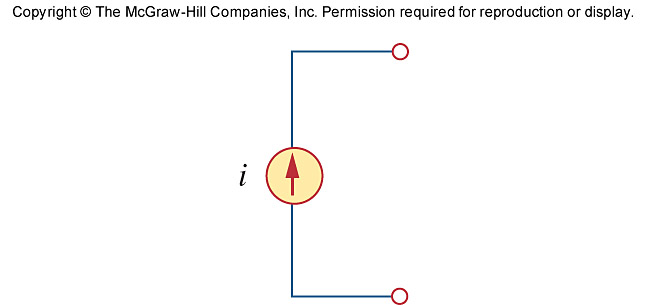 Copyright © The McGraw-Hill Companies, Inc. Permission required for reproduction or display.
i